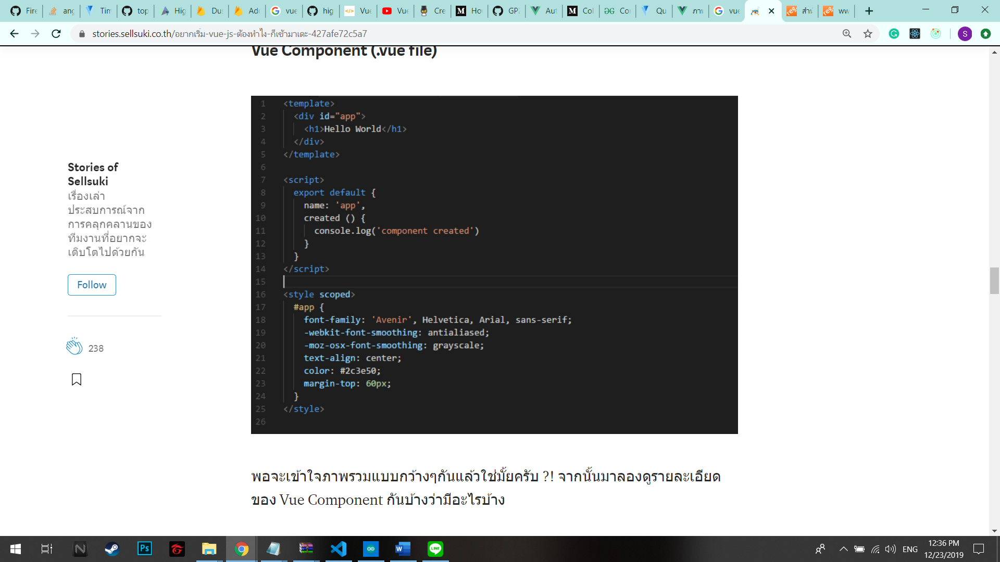 Fire
ang
Tim
top
Hig
Dus
Add
vue
hig
Vue
Vue
Cre
Ho
GP
Aut
Col
Cor
Qu
ภา
vue
สำ
ww
stories.sellsuki.co.th/อยากเริ่ม-vue-js-ต้องทำไง-ก็เข้ามาเดะ-427afe72c5a7
S
Vue Component (.vue file)
Stories of
Sellsuki
เรื่องเล่า
ประสบการณ์จาก
การคลุกคลานของ
ทีมงานที่อยากจะ
เติบโตไปด้วยกัน
Follow
238
1 <template>
2 <div id="app">
3 <h1>Hello World</h1>
4 </div>
5 </template>
6
7 <script>
8 export default {
9 name: 'app',
10 created () {
11 console.log('component created')
12 }
13 }
14 </script>
15
16 <style scoped>
17 #app {
18 font-family: 'Avenir', Helvetica, Arial, sans-serif;
19 -webkit-font-smoothing: antialiased;
20 -moz-osx-font-smoothing: grayscale;
21 text-align: center;
22 color: #2c3e50;
23 margin-top: 60px;
24 }
25 </style>
26
พอจะเข้าใจภาพรวมแบบกว้างๆกันแล้วใช่มั้ยครับ ?! จากนั้นมาลองดูรายละเอียด
ของ Vue Component กันบ้างว่ามีอะไรบ้าง
ENG
12:36 PM
12/23/2019